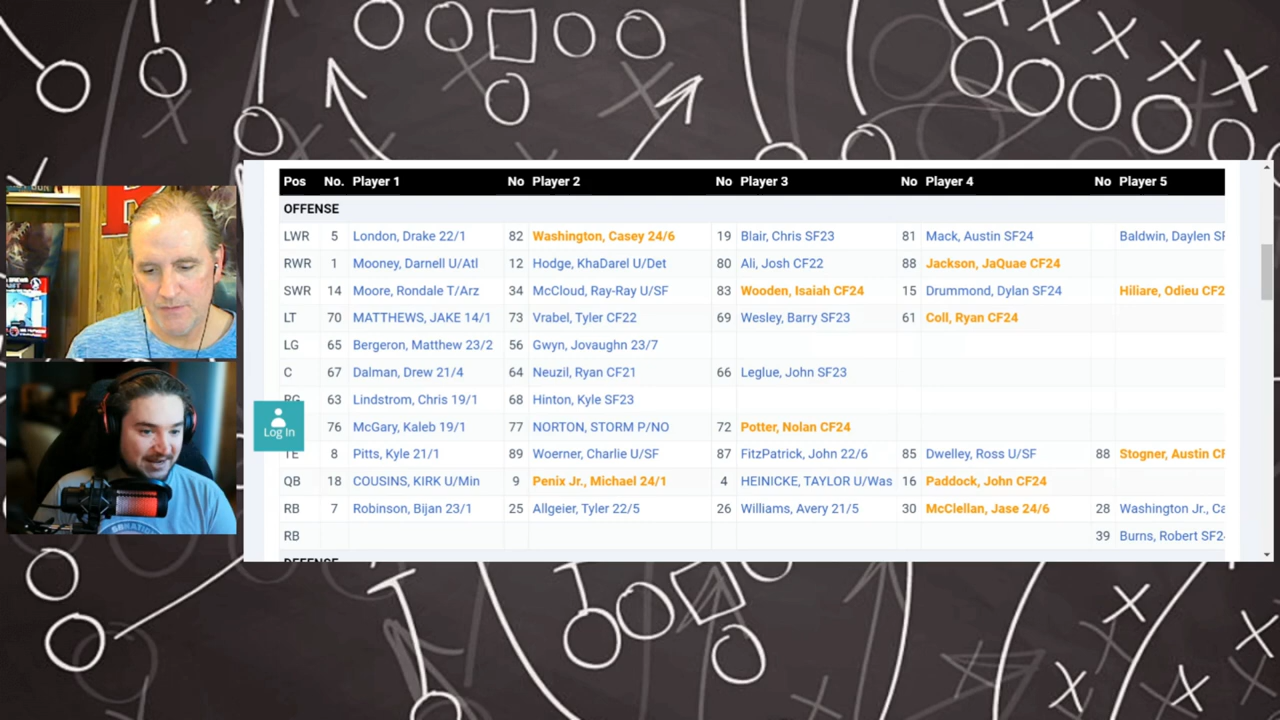 Pos No. Player 1 No Player 2 No Player 3 No Player 4 No Player 5
OFFENSE
LWR 5 London, Drake 22/1 82 Washington, Casey 24/6 19 Blair, Chris SF23 81 Mack, Austin SF24 Baldwin, Daylen SF
RWR 1 Mooney, Darnell U/Atl 12 Hodge, KhaDarel U/Det 80 Ali, Josh CF22 88 Jackson, JaQuae CF24
SWR 14 Moore, Rondale T/Arz 34 McCloud, Ray-Ray U/SF 83 Wooden, Isaiah CF24 15 Drummond, Dylan SF24 Hiliare, Odieu CF2
LT 70 MATTHEWS, JAKE 14/1 73 Vrabel, Tyler CF22 69 Wesley, Barry SF23 61 Coll, Ryan CF24
LG 65 Bergeron, Matthew 23/2 56 Gwyn, Jovaughn 23/7
C 67 Dalman, Drew 21/4 64 Neuzil, Ryan CF21 66 Leglue, John SF23
RG 63 Lindstrom, Chris 19/1 68 Hinton, Kyle SF23
Log In
76 McGary, Kaleb 19/1 77 NORTON, STORM P/NO 72 Potter, Nolan CF24
TE 8 Pitts, Kyle 21/1 89 Woerner, Charlie U/SF 87 FitzPatrick, John 22/6 85 Dwelley, Ross U/SF 88 Stogner, Austin CF
QB 18 COUSINS, KIRK U/Min 9 Penix Jr., Michael 24/1 4 HEINICKE, TAYLOR U/Was 16 Paddock, John CF24
RB 7 Robinson, Bijan 23/1 25 Allgeier, Tyler 22/5 26 Williams, Avery 21/5 30 McClellan, Jase 24/6 28 Washington Jr., Ca
RB 39 Burns, Robert SF2
DEFENSE